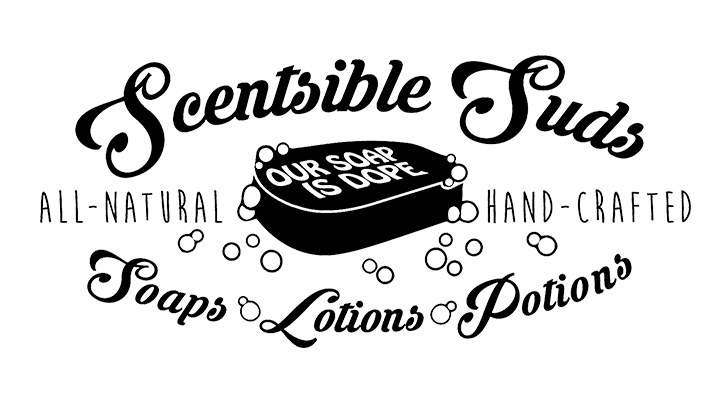 Scentsible Suds
OUR SOAP
IS DOPE
ALL-NATURAL
HAND-CRAFTED
Soaps Lotions Potions